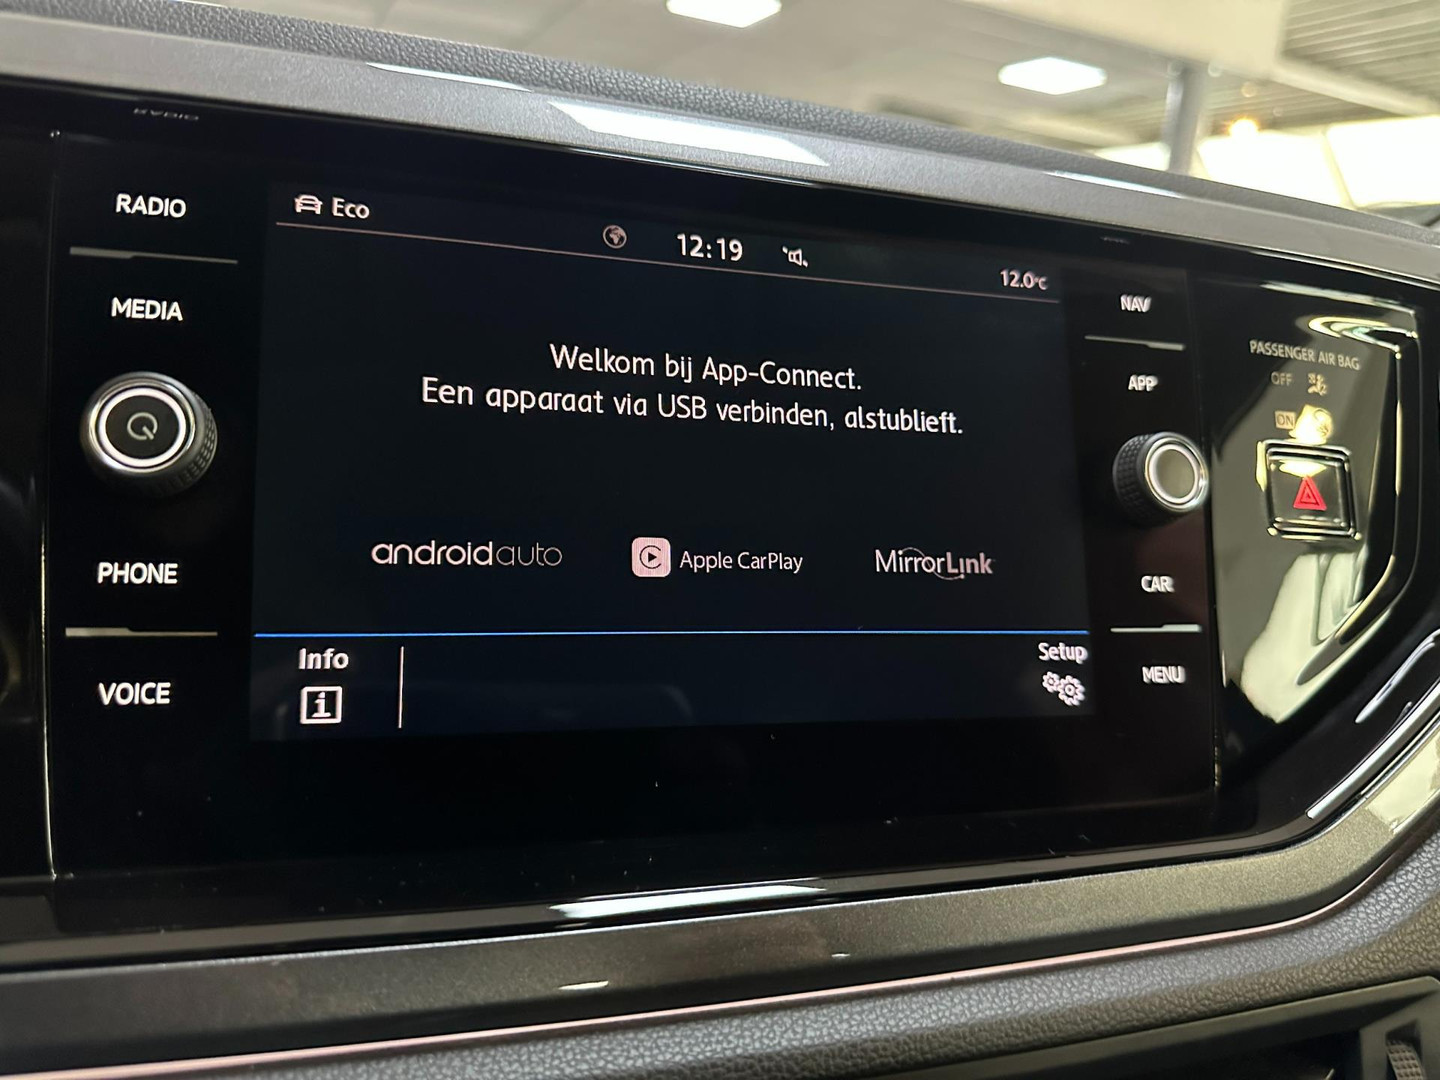 RADIO
MEDIA
PHONE
VOICE
Eco
12:19
12.0°C
Welkom bij App-Connect.
Een apparaat via USB verbinden, alstublieft.
androidauto
Apple CarPlay
MirrorLink
Info
i
Setup
NAV
APP
CAR
MENU
PASSENGER AIR BAG
OFF
ON